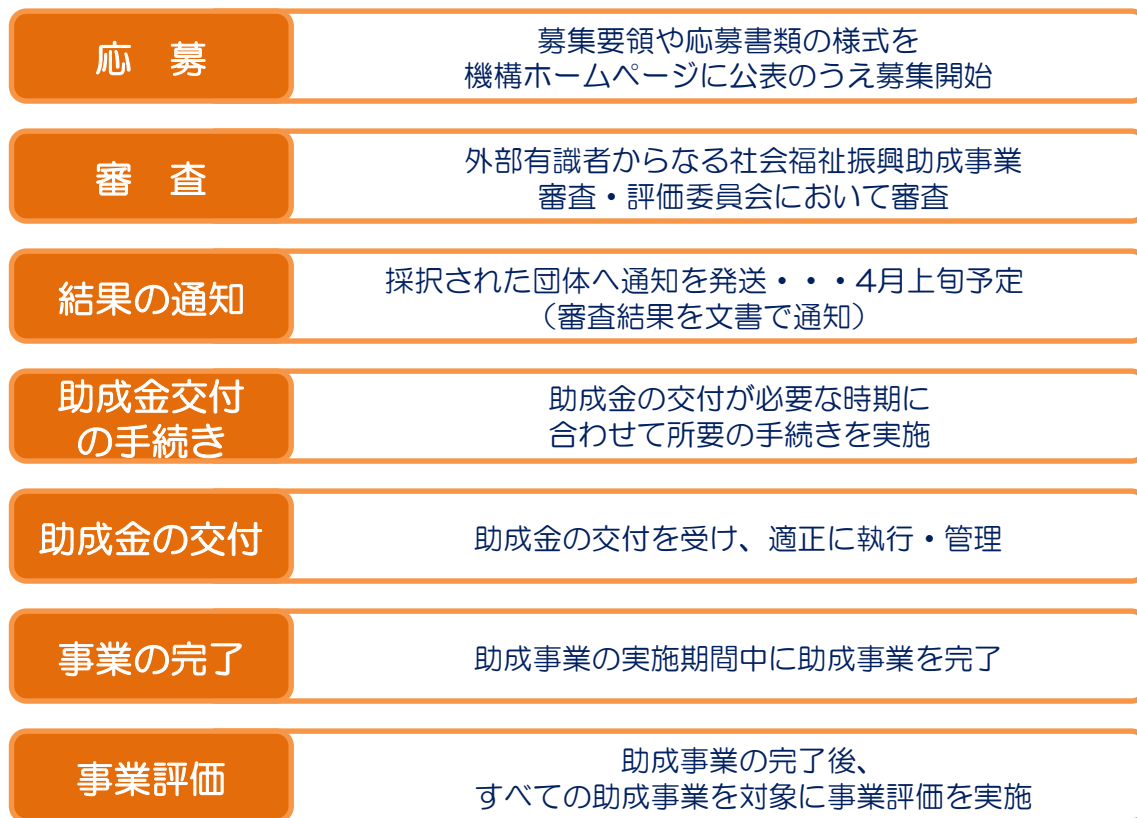 応　募
募集要領や応募書類の様式を
機構ホームページに公表のうえ募集開始
審　査
外部有識者からなる社会福祉振興助成事業
審査・評価委員会において審査
結果の通知
採択された団体へ通知を発送・・・4月上旬予定
（審査結果を文書で通知）
助成金交付
の手続き
助成金の交付が必要な時期に
合わせて所要の手続きを実施
助成金の交付
助成金の交付を受け、適正に執行・管理
事業の完了
助成事業の実施期間中に助成事業を完了
事業評価
助成事業の完了後、
すべての助成事業を対象に事業評価を実施